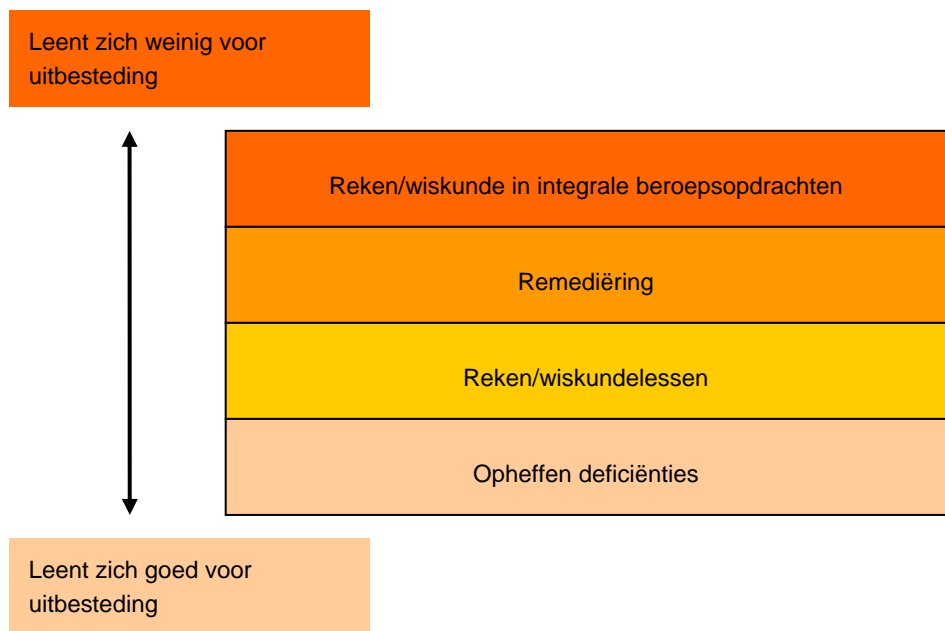 Leent zich weinig voor
uitbesteding
Reken/wiskunde in integrale beroepsopdrachten
Remediëring
Reken/wiskundelessen
Opheffen deficiënties
Leent zich goed voor
uitbesteding